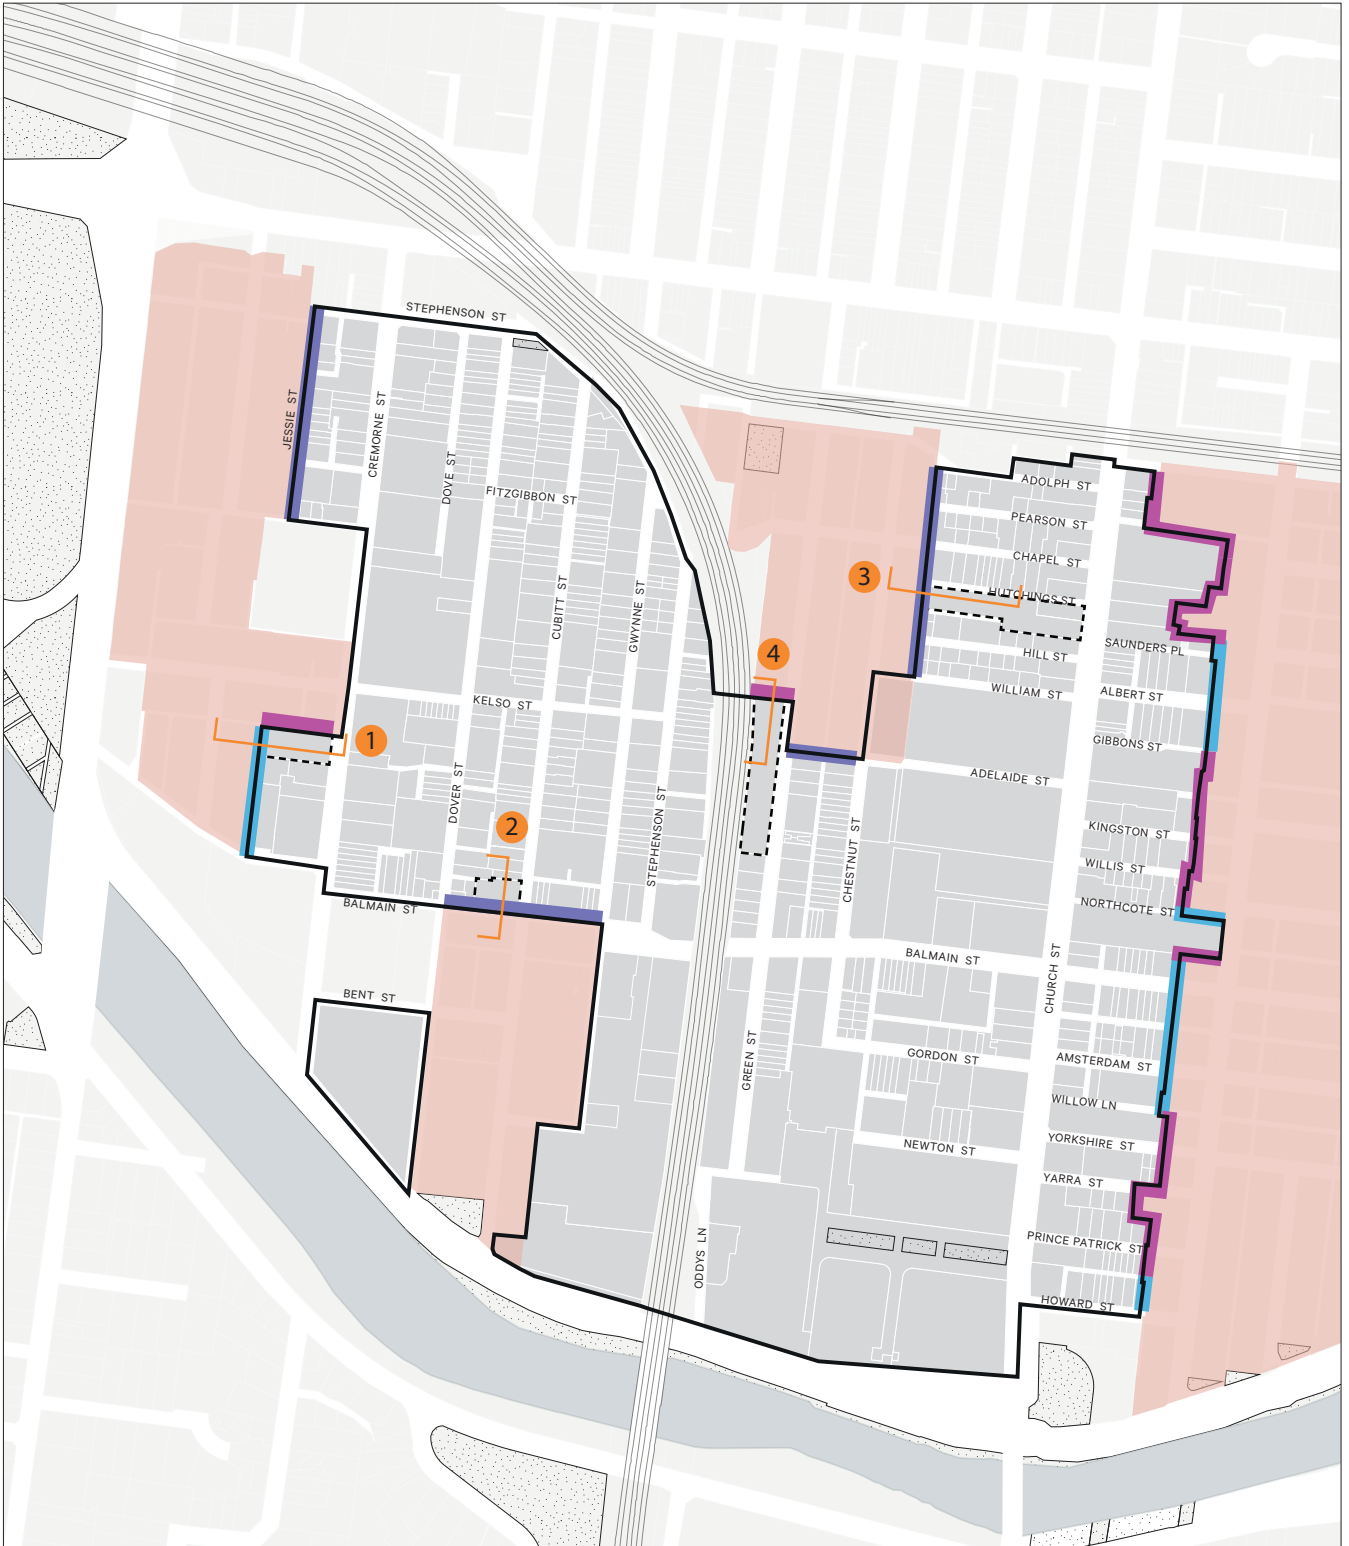 STEPHENSON ST
JESSIE ST
CREMORNE ST
DOVE ST
FITZGIBBON ST
CUBITT ST
GWYNNE ST
ADOLPH ST
PEARSON ST
CHAPEL ST
3
HUTCHINGS ST
4
HILL ST
SAUNDERS PL
WILLIAM ST
ALBERT ST
KELSO ST
1
GIBBONS ST
ADELAIDE ST
DOVER ST
2
STEPHENSON ST
CHESTNUT ST
KINGSTON ST
WILLIS ST
NORTHCOTE ST
BALMAIN ST
BALMAIN ST
CHURCH ST
BENT ST
GREEN ST
GORDON ST
AMSTERDAM ST
WILLOW LN
NEWTON ST
YORKSHIRE ST
YARRA ST
ODDYS LN
PRINCE PATRICK ST
HOWARD ST